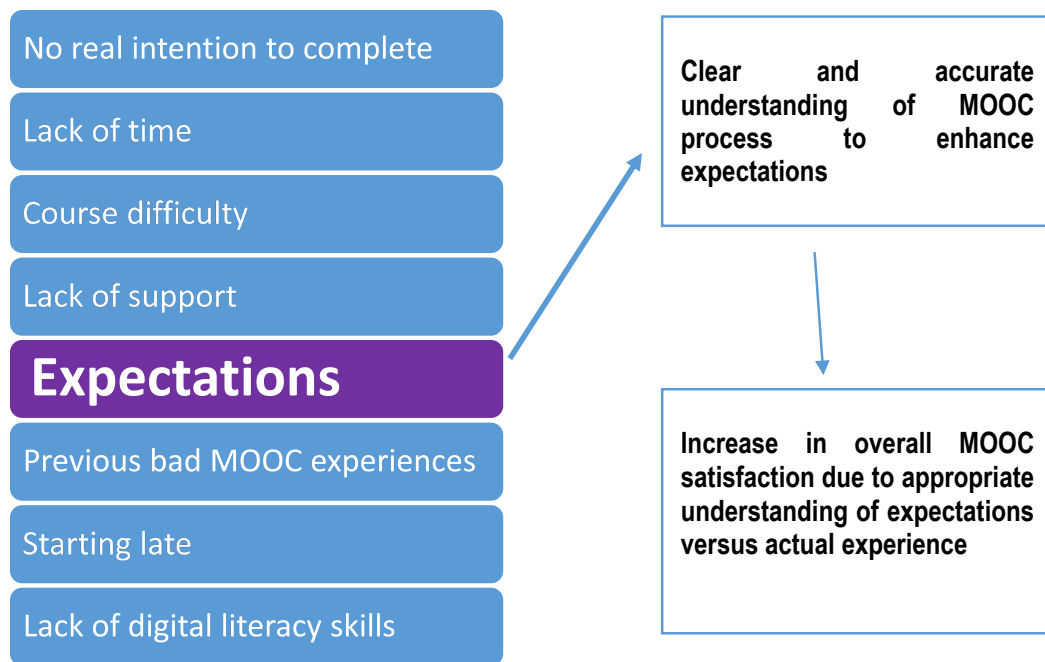 No real intention to complete
Lack of time
Course difficulty
Lack of support
Expectations
Previous bad MOOC experiences
Starting late
Lack of digital literacy skills
Clear and accurate
understanding of MOOC
process to enhance
expectations
Increase in overall MOOC
satisfaction due to appropriate
understanding of expectations
versus actual experience